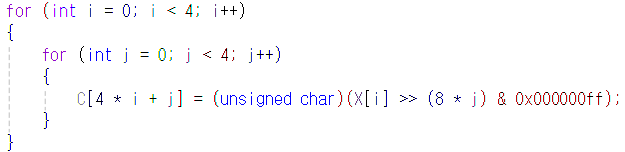 for (int i = 0; i < 4; i++)
{
    for (int j = 0; j < 4; j++)
    {
        C[4 * i + j] = (unsigned char)(X[i] >> (8 * j) & 0x000000ff);
    }
}